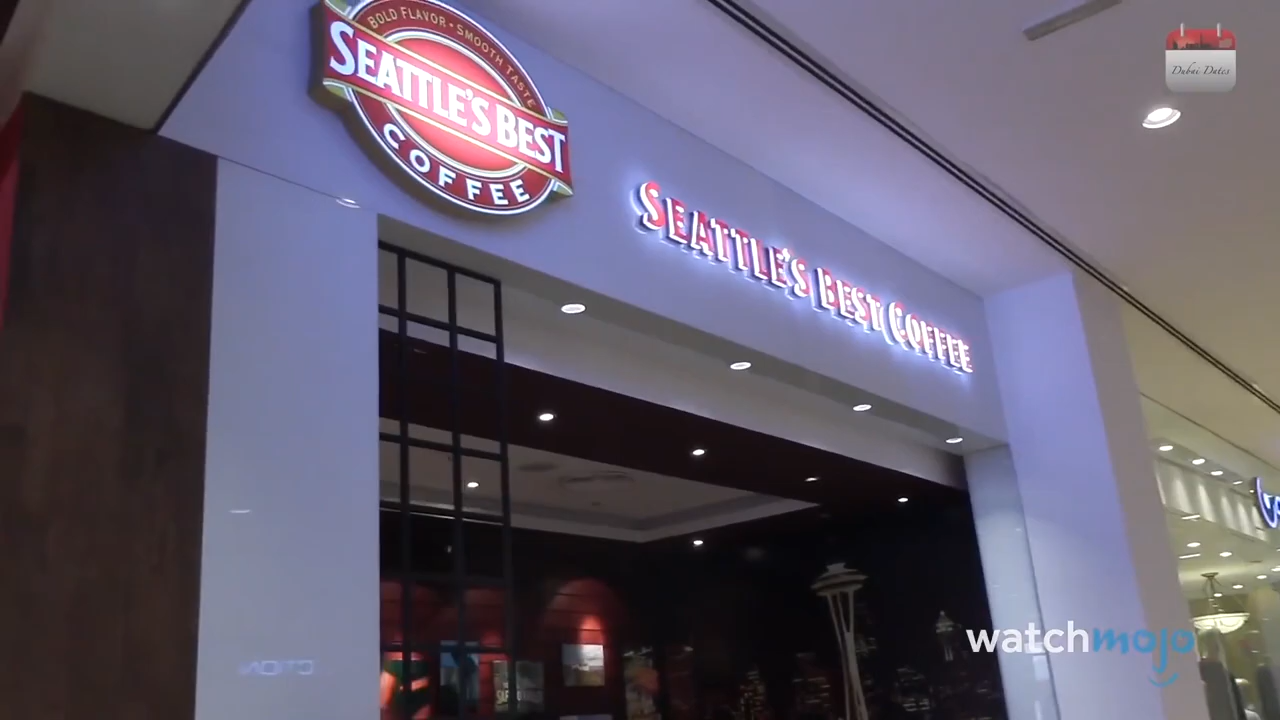 BOLD FLAVOR • SMOOTH TASTE
SEATTLE'S BEST
COFFEE
SEATTLE'S BEST COFFEE
Dubai Dates
watchmojo